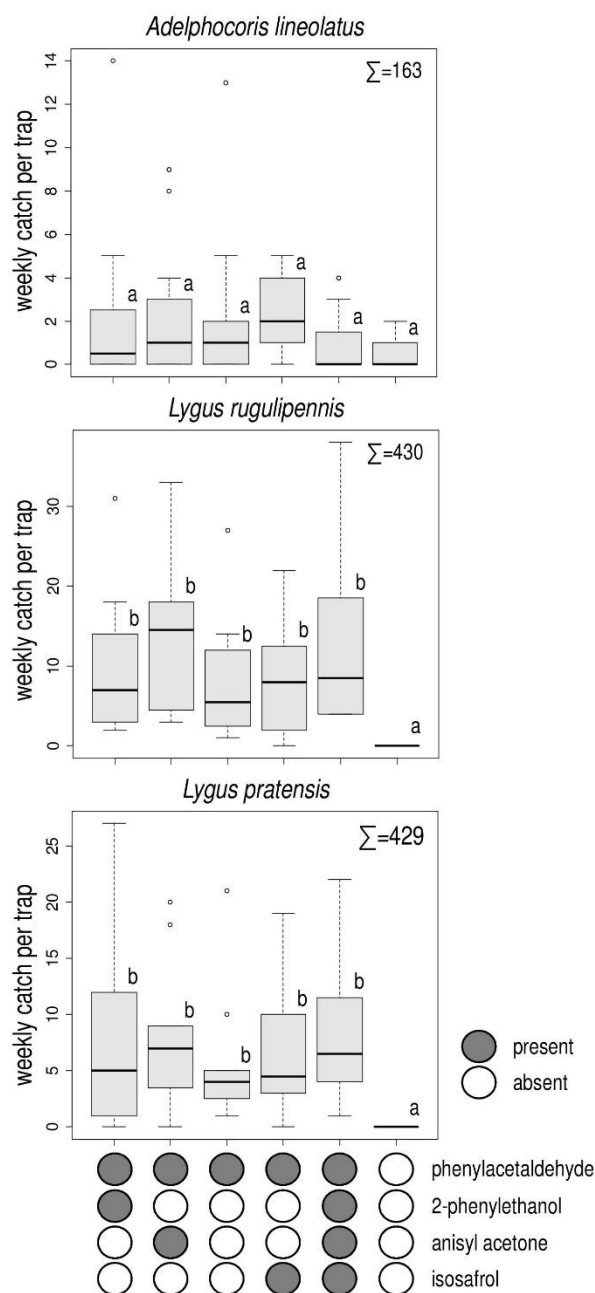 Adelphocoris lineolatus
∑=163
weekly catch per trap
14
12
10
8
6
4
2
0
a a a a a a
Lygus rugulipennis
∑=430
weekly catch per trap
30
20
10
0
b b b b b a
Lygus pratensis
∑=429
weekly catch per trap
25
20
15
10
5
0
b b b b b a
present
absent
phenylacetaldehyde
2-phenylethanol
anisyl acetone
isosafrol